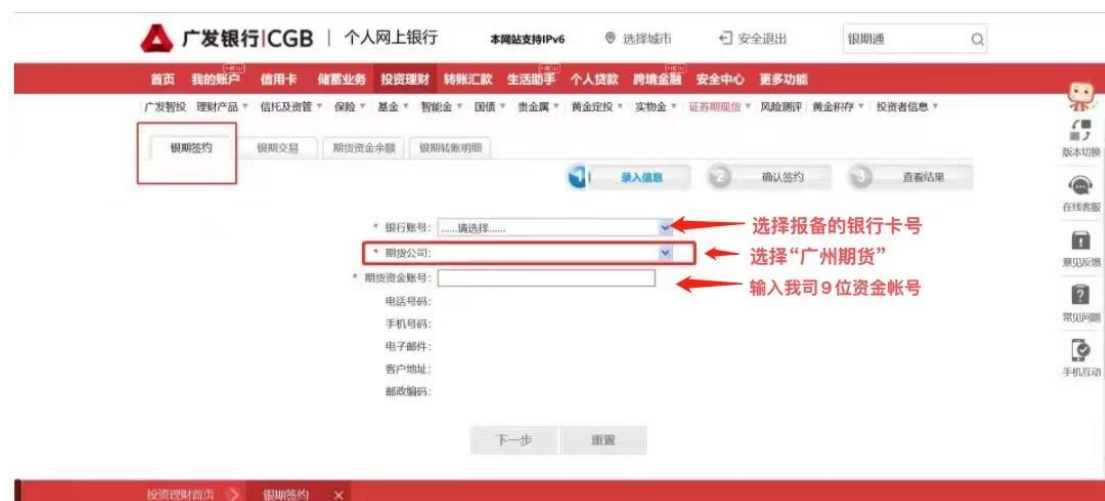 广发银行|CGB | 个人网上银行 本网站支持IPv6 选择城市 安全退出 银期通
首页 我的账户 信用卡 储蓄业务 投资理财 转账汇款 生活助手 个人贷款 跨境金融 安全中心 更多功能
广发智投 理财产品 信托及资管 保险 基金 智能金 国债 贵金属 黄金定投 实物金 证券期现货 风险测评 黄金积存 投资者信息
银期签约 银期交易 期货资金余额 银期转账明细
版本切换
1 录入信息 2 确认签约 3 查看结果
在线客服
* 银行账号: ......请选择...... 选择报备的银行卡号
* 期货公司: 选择“广州期货”
意见反馈
* 期货资金账号: 输入我司9位资金帐号
电话号码:
手机号码:
常见问题
电子邮件:
客户地址:
手机互动
邮政编码:
下一步 重置
投资理财首页 银期签约 ×